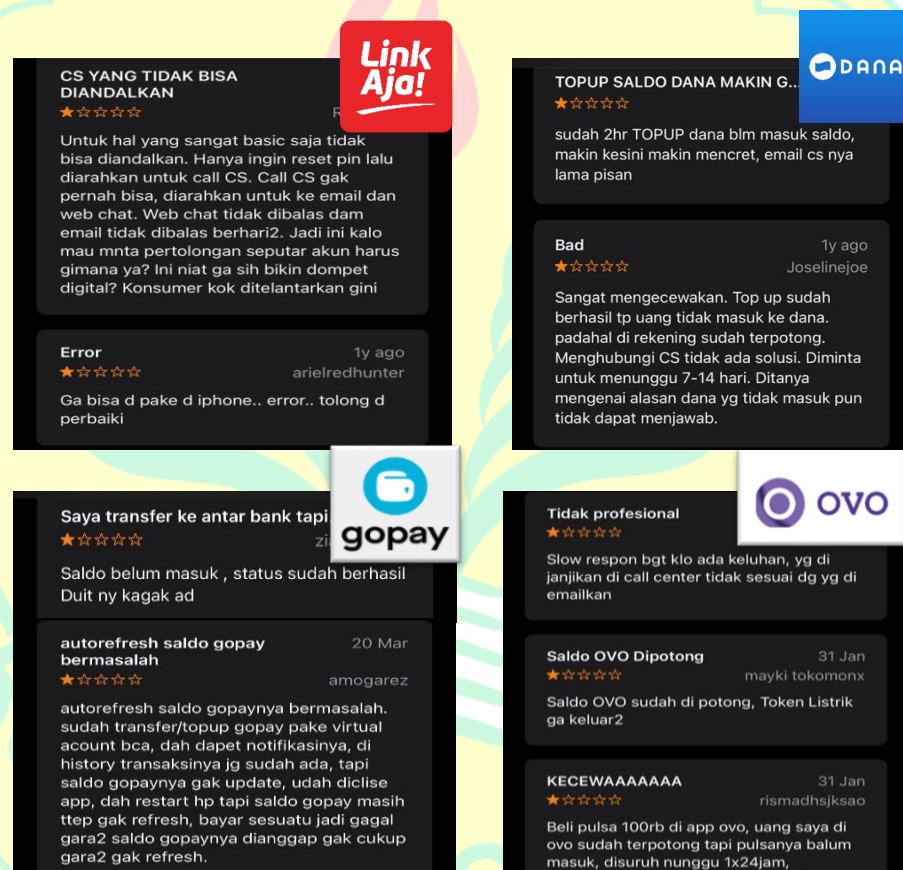 Link
Aja!
CS YANG TIDAK BISA
DIANDALKAN
Untuk hal yang sangat basic saja tidak
bisa diandalkan. Hanya ingin reset pin lalu
diarahkan untuk call CS. Call CS gak
pernah bisa, diarahkan untuk ke email dan
web chat. Web chat tidak dibalas dam
email tidak dibalas berhari2. Jadi ini kalo
mau mnta pertolongan seputar akun harus
gimana ya? Ini niat ga sih bikin dompet
digital? Konsumer kok ditelantarkan gini
Error 1y ago
arielredhunter
Ga bisa d pake d iphone.. error.. tolong d
perbaiki
DANA
TOPUP SALDO DANA MAKIN G...
sudah 2hr TOPUP dana blm masuk saldo,
makin kesini makin mencret, email cs nya
lama pisan
Bad 1y ago
Joselinejoe
Sangat mengecewakan. Top up sudah
berhasil tp uang tidak masuk ke dana.
padahal di rekening sudah terpotong.
Menghubungi CS tidak ada solusi. Diminta
untuk menunggu 7-14 hari. Ditanya
mengenai alasan dana yg tidak masuk pun
tidak dapat menjawab.
gopay
Saya transfer ke antar bank tapi
Saldo belum masuk , status sudah berhasil
Duit ny kagak ad
autorefresh saldo gopay 20 Mar
bermasalah
amogarez
autorefresh saldo gopaynya bermasalah.
sudah transfer/topup gopay pake virtual
acount bca, dah dapet notifikasinya, di
history transaksinya jg sudah ada, tapi
saldo gopaynya gak update, udah diclise
app, dah restart hp tapi saldo gopay masih
ttep gak refresh, bayar sesuatu jadi gagal
gara2 saldo gopaynya dianggap gak cukup
gara2 gak refresh.
OVO
Tidak profesional
Slow respon bgt klo ada keluhan, yg di
janjikan di call center tidak sesuai dg yg di
emailkan
Saldo OVO Dipotong 31 Jan
mayki tokomonx
Saldo OVO sudah di potong, Token Listrik
ga keluar2
KECEWAAAAAAA 31 Jan
rismadhsjksao
Beli pulsa 100rb di app ovo, uang saya di
ovo sudah terpotong tapi pulsanya balum
masuk, disuruh nunggu 1x24jam,